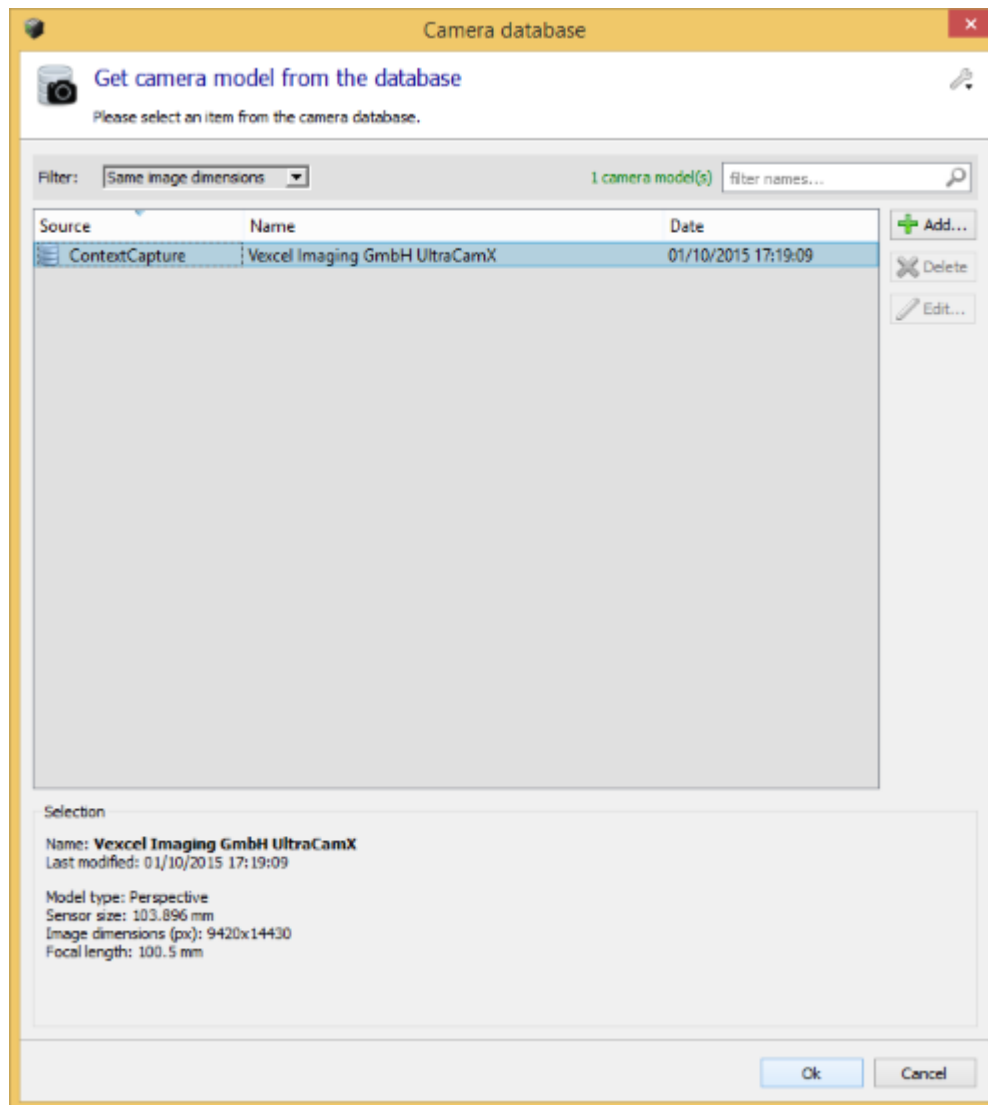 Camera database
Get camera model from the database
Please select an item from the camera database.
Filter: Same image dimensions 1 camera model(s) filter names...
Source Name Date
ContextCapture Vexcel Imaging GmbH UltraCamX 01/10/2015 17:19:09
Add...
Delete
Edit...
Selection
Name: Vexcel Imaging GmbH UltraCamX
Last modified: 01/10/2015 17:19:09
Model type: Perspective
Sensor size: 103.896 mm
Image dimensions (px): 9420x14430
Focal length: 100.5 mm
Ok Cancel